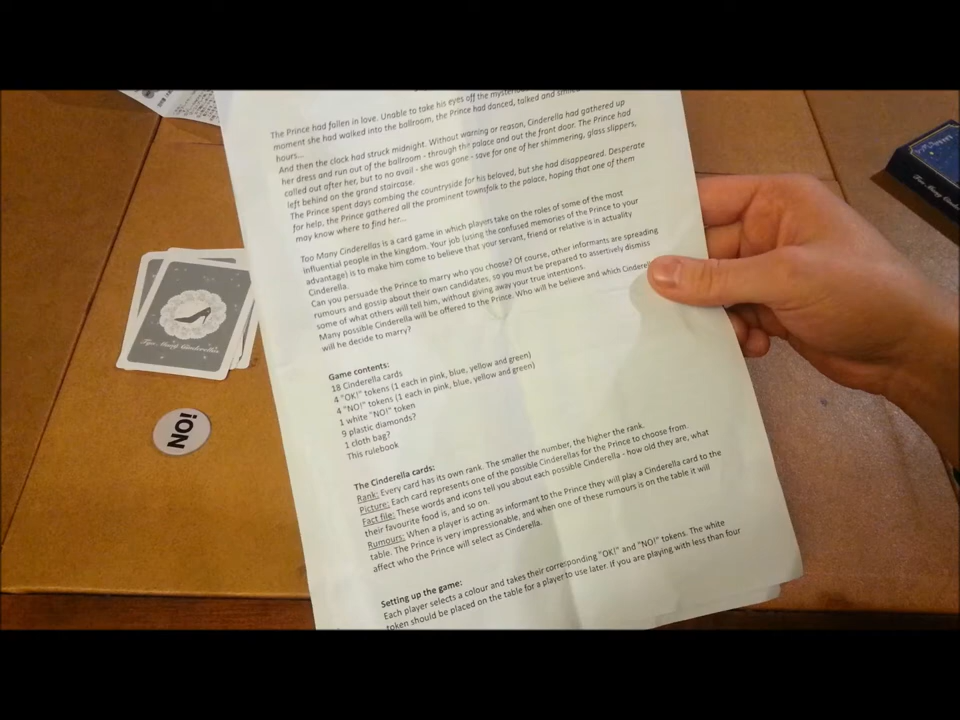 The Prince had fallen in love. Unable to take his eyes off the
moment she had walked into the ballroom, the Prince had danced, talked and
hours...
And then the clock had struck midnight. Without warning or reason, Cinderella had gathered up
her dress and run out of the ballroom - through the palace and out the front door. The Prince had
called out after her, but to no avail - she was gone - save for one of her shimmering, glass slippers,
left behind on the grand staircase.
The Prince spent days combing the countryside for his beloved, but she had disappeared. Desperate
for help, the Prince gathered all the prominent townsfolk to the palace, hoping that one of them
may know where to find her...
Too Many Cinderellas is a card game in which players take on the roles of some of the most
influential people in the kingdom. Your job (using the confused memories of the Prince to your
advantage) is to make him come to believe that your servant, friend or relative is in actuality
Cinderella.
Can you persuade the Prince to marry who you choose? Of course, other informants are spreading
rumours and gossip about their own candidates, so you must be prepared to assertively dismiss
some of what others will tell him, without giving away your true intentions.
Many possible Cinderella will be offered to the Prince. Who will he believe and which
will he decide to marry?
Game contents:
18 Cinderella cards
4 "OK!" tokens (1 each in pink, blue, yellow and green)
4 "NO!" tokens (1 each in pink, blue, yellow and green)
1 white "NO!" token
9 plastic diamonds?
1 cloth bag?
This rulebook
The Cinderella cards:
Rank: Every card has its own rank. The smaller the number, the higher the rank.
Picture: Each card represents one of the possible Cinderellas for the Prince to choose from.
Fact file: These words and icons tell you about each possible Cinderella - how old they are, what
their favourite food is, and so on.
Rumours: When a player is acting as informant to the Prince they will play a Cinderella card to the
table. The Prince is very impressionable, and when one of these rumours is on the table it will
affect who the Prince will select as Cinderella.
Setting up the game:
Each player selects a colour and takes their corresponding "OK!" and "NO!" tokens. The white
token should be placed on the table for a player to use later. If you are playing with less than four
Too Many Cinderellas
NO!
Too Many Cinderellas